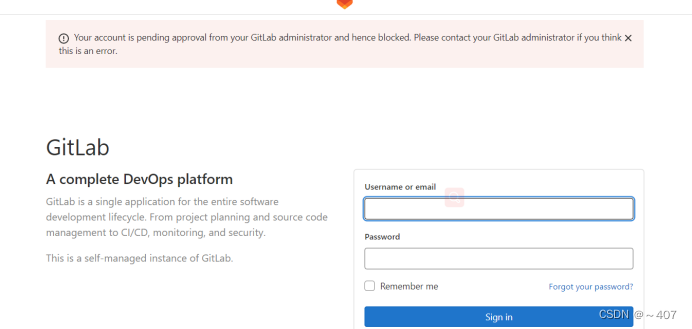 Your account is pending approval from your GitLab administrator and hence blocked. Please contact your GitLab administrator if you think
this is an error.
GitLab
A complete DevOps platform
GitLab is a single application for the entire software
development lifecycle. From project planning and source code
management to CI/CD, monitoring, and security.
This is a self-managed instance of GitLab.
Username or email
Password
Remember me
Forgot your password?
Sign in
CSDN @～407